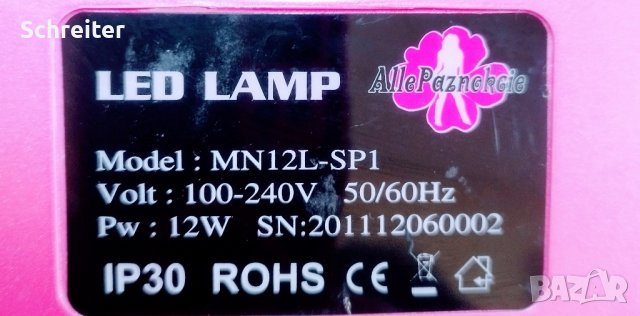 Schreiter
LED LAMP
AllePaznokcie
Model : MN12L-SP1
Volt : 100-240V 50/60Hz
Pw : 12W SN:201112060002
IP30 ROHS CE
BAZAR